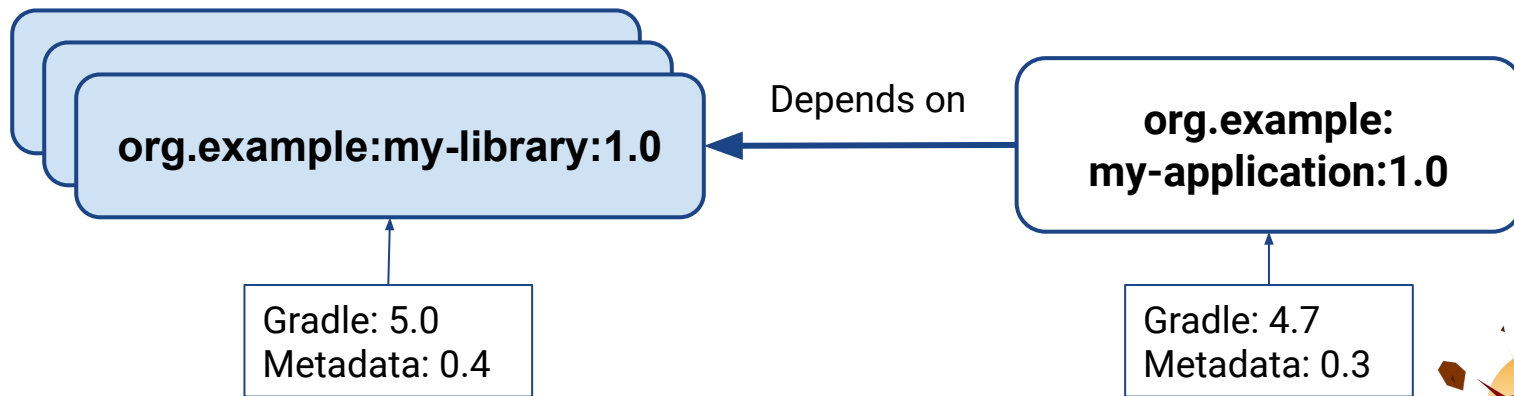 Depends on
org.example:my-library:1.0
org.example:
my-application:1.0
Gradle: 5.0
Metadata: 0.4
Gradle: 4.7
Metadata: 0.3